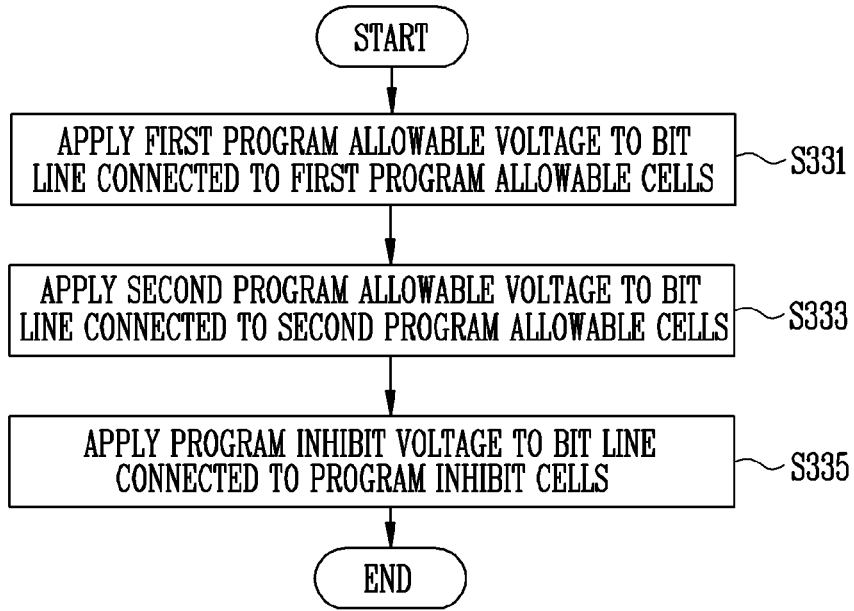 START
APPLY FIRST PROGRAM ALLOWABLE VOLTAGE TO BIT
LINE CONNECTED TO FIRST PROGRAM ALLOWABLE CELLS
S331
APPLY SECOND PROGRAM ALLOWABLE VOLTAGE TO BIT
LINE CONNECTED TO SECOND PROGRAM ALLOWABLE CELLS
S333
APPLY PROGRAM INHIBIT VOLTAGE TO BIT LINE
CONNECTED TO PROGRAM INHIBIT CELLS
S335
END